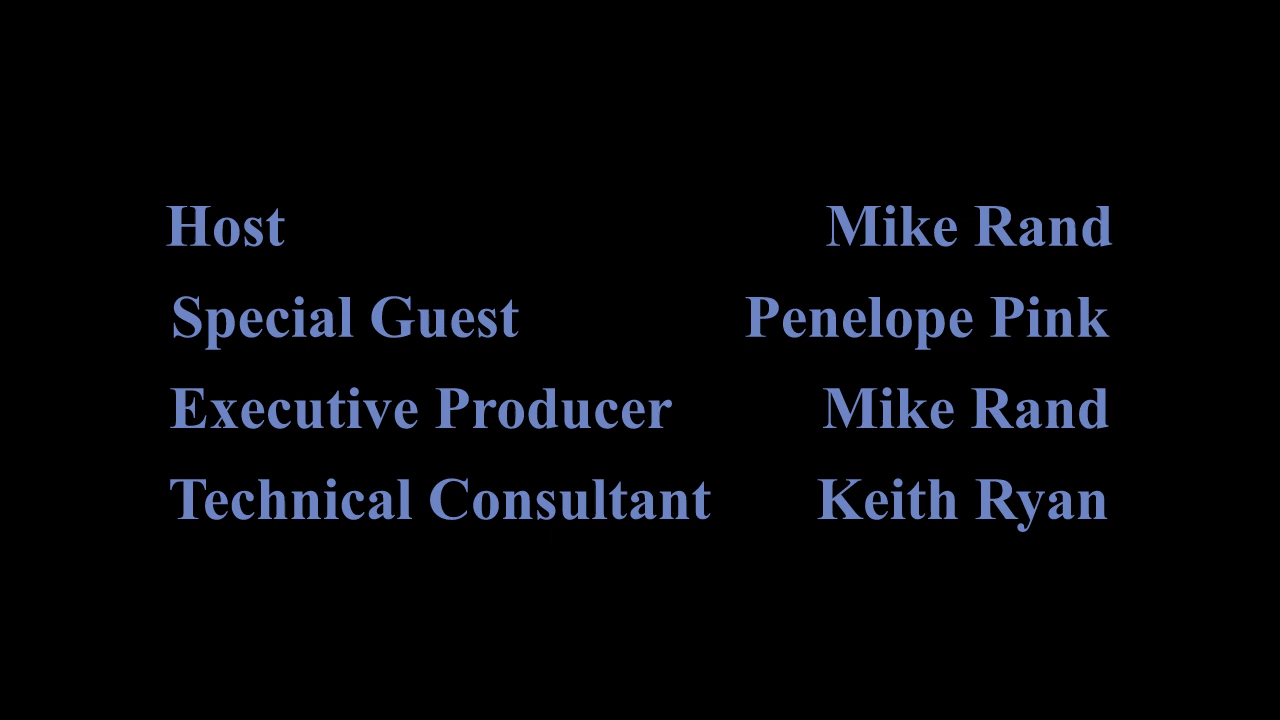 Host Mike Rand
Special Guest Penelope Pink
Executive Producer Mike Rand
Technical Consultant Keith Ryan